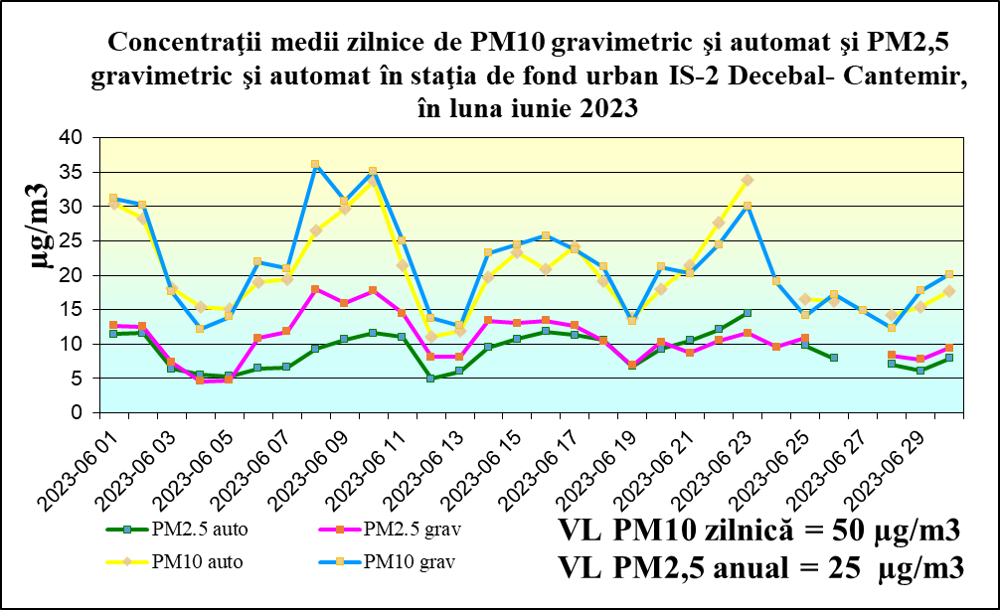 Concentraţii medii zilnice de PM10 gravimetric şi automat şi PM2,5
gravimetric şi automat în staţia de fond urban IS-2 Decebal- Cantemir,
în luna iunie 2023
µg/m3
40
35
30
25
20
15
10
5
0
2023-06 01
2023-06 03
2023-06 05
2023-06 07
2023-06 09
2023-06 11
2023-06 13
2023-06 15
2023-06 17
2023-06 19
2023-06 21
2023-06 23
2023-06 25
2023-06 27
2023-06 29
PM2.5 auto
PM2.5 grav
PM10 auto
PM10 grav
VL PM10 zilnică = 50 µg/m3
VL PM2,5 anual = 25 µg/m3